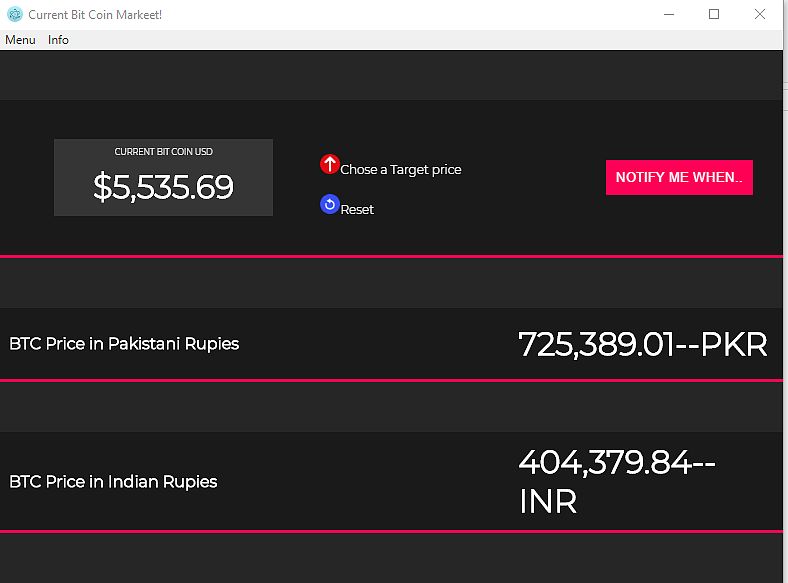 Current Bit Coin Markeet!
Menu Info
CURRENT BIT COIN USD
$5,535.69
Chose a Target price
Reset
NOTIFY ME WHEN..
BTC Price in Pakistani Rupies
725,389.01--PKR
BTC Price in Indian Rupies
404,379.84--
INR